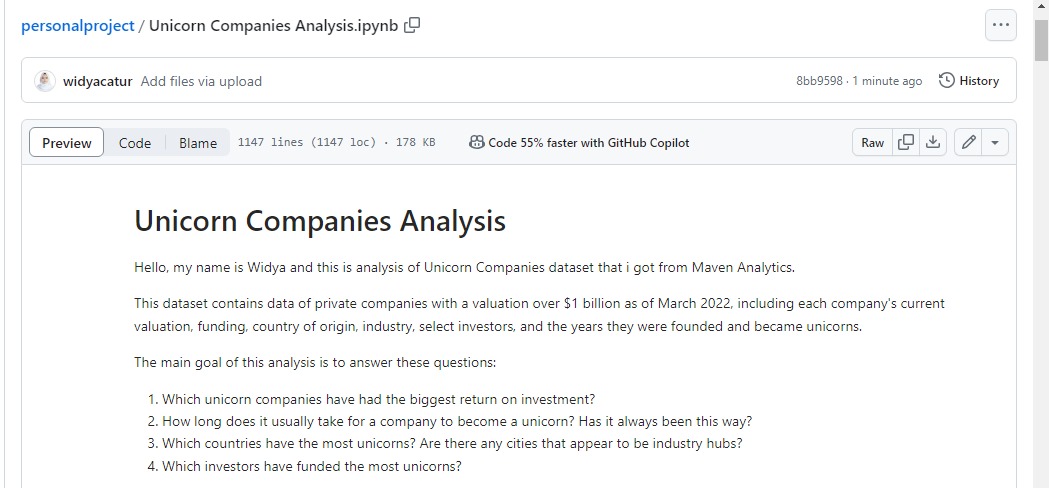 personalproject / Unicorn Companies Analysis.ipynb
widyacatur Add files via upload 8bb9598 · 1 minute ago History
Preview Code Blame 1147 lines (1147 loc) · 178 KB Code 55% faster with GitHub Copilot Raw
Unicorn Companies Analysis
Hello, my name is Widya and this is analysis of Unicorn Companies dataset that i got from Maven Analytics.
This dataset contains data of private companies with a valuation over $1 billion as of March 2022, including each company's current
valuation, funding, country of origin, industry, select investors, and the years they were founded and became unicorns.
The main goal of this analysis is to answer these questions:
1. Which unicorn companies have had the biggest return on investment?
2. How long does it usually take for a company to become a unicorn? Has it always been this way?
3. Which countries have the most unicorns? Are there any cities that appear to be industry hubs?
4. Which investors have funded the most unicorns?